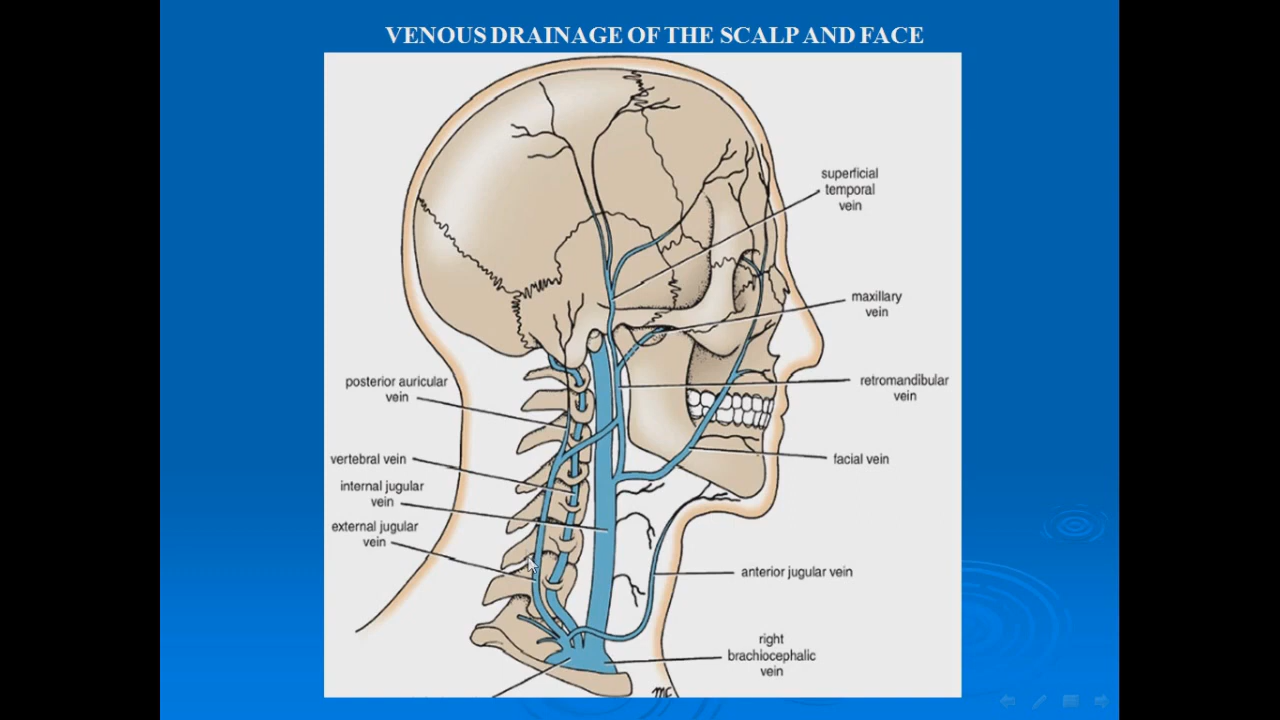 VENOUS DRAINAGE OF THE SCALP AND FACE
superficial
temporal
vein
maxillary
vein
retromandibular
vein
facial vein
anterior jugular vein
right
brachiocephalic
vein
posterior auricular
vein
vertebral vein
internal jugular
vein
external jugular
vein